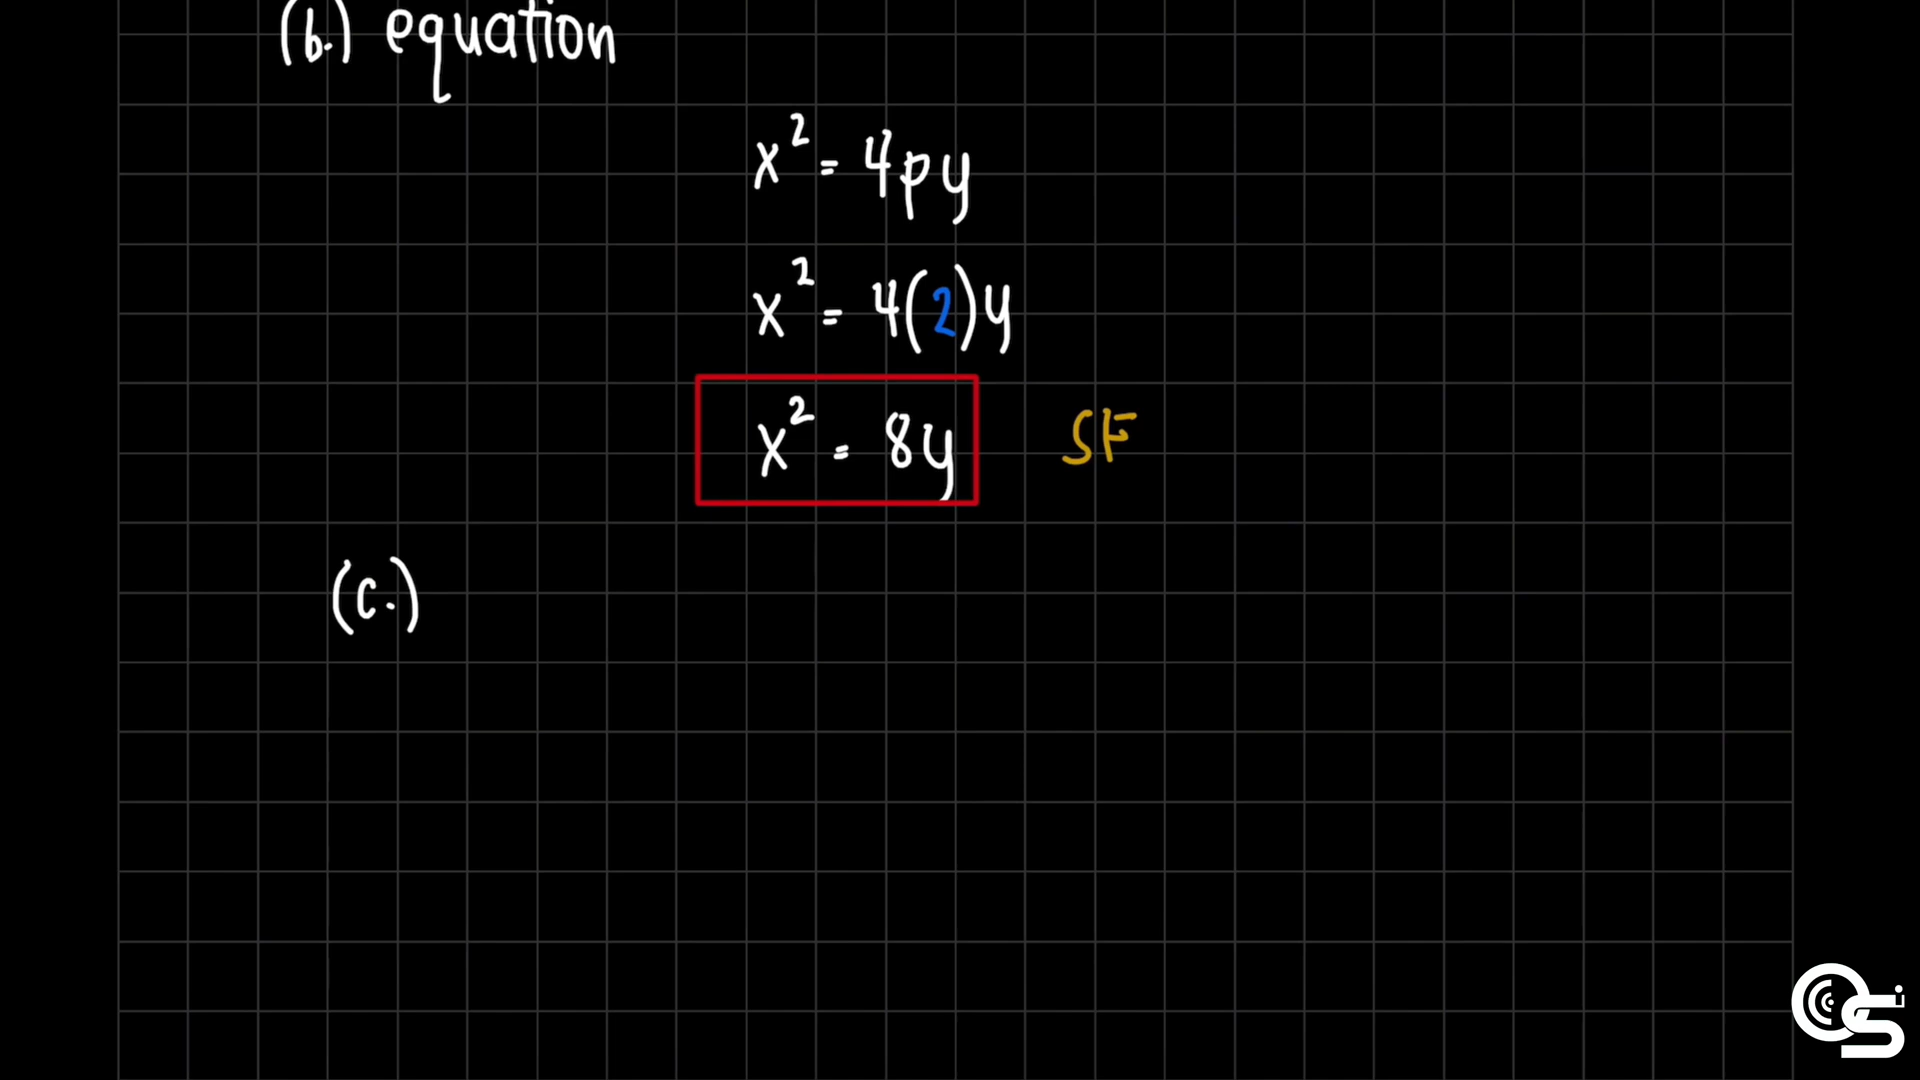 (b.) equation
x² = 4py
x² = 4(2)y
x² = 8y SF
(c.)